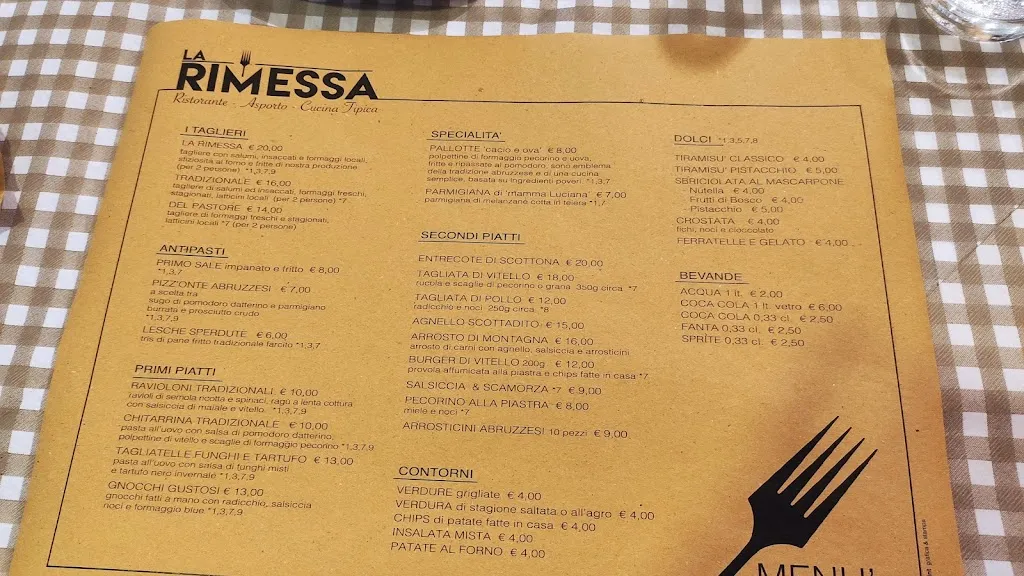 LA
RIMESSA
Ristorante - Asporto - Cucina Tipica
I TAGLIERI
LA RIMESSA € 20,00
tagliere con salumi, insaccati e formaggi locali,
sfiziosità al forno e fritte di nostra produzione
(per 2 persone) *1,3,7,9
TRADIZIONALE € 16,00
tagliere di salumi ed insaccati, formaggi freschi,
stagionati, latticini locali (per 2 persone) *7
DEL PASTORE € 14,00
tagliere di formaggi freschi e stagionati,
latticini locali *7 (per 2 persone)
ANTIPASTI
PRIMO SALE impanato e fritto € 8,00
*1,3,7
PIZZ'ONTE ABRUZZESI € 7,00
a scelta tra
sugo di pomodoro datterino e parmigiano
burrata e prosciutto crudo
*1,3,7,9
LESCHE SPERDUTE € 6,00
tris di pane fritto tradizionale farcito *1,3,7
PRIMI PIATTI
RAVIOLONI TRADIZIONALI € 10,00
ravioli di semola ricotta e spinaci, ragù a lenta cottura
con salsiccia di maiale e vitello. *1,3,7,9
CHITARRINA TRADIZIONALE € 10,00
pasta all'uovo con salsa di pomodoro datterino,
polpottine di vitello e scaglie di formaggio pecorino *1,3,7,9
TAGLIATELLE FUNGHI E TARTUFO € 13,00
pasta all'uovo con salsa di funghi misti
e tartufo nero invernale *1,3,7,9
GNOCCHI GUSTOSI € 13,00
gnocchi fatti a mano con radicchio, salsiccia
noci e formaggio blue *1,3,7,9
SPECIALITA'
PALLOTTE 'cacio e ova' € 8,00
polpottine di formaggio pecorino e uova,
fritte e ripassate al pomodoro, sono emblema
della tradizione abruzzese e di una cucina
semplice, basata su ingredienti poveri. *1,3,7
PARMIGIANA di 'mamma Luciana' € 7,00
parmigiana di melanzane cotta in teiera *1,7
SECONDI PIATTI
ENTRECOTE DI SCOTTONA € 20,00
TAGLIATA DI VITELLO € 18,00
rucola e scaglie di pecorino o grana 350g circa *7
TAGLIATA DI POLLO € 12,00
radicchio e noci 250g circa *8
AGNELLO SCOTTADITO € 15,00
ARROSTO DI MONTAGNA € 16,00
arrosto di carni con agnello, salsiccia e arrosticini
BURGER DI VITELLO 200g € 12,00
provola affumicata alla piastra e chips fatte in casa *7
SALSICCIA & SCAMORZA *7 € 9,00
PECORINO ALLA PIASTRA € 8,00
miele e noci *7
ARROSTICINI ABRUZZESI 10 pezzi € 9,00
CONTORNI
VERDURE grigliate € 4,00
VERDURA di stagione saltata o all'agro € 4,00
CHIPS di patate fatte in casa € 4,00
INSALATA MISTA € 4,00
PATATE AL FORNO € 4,00
DOLCI *1,3,5,7,8
TIRAMISU' CLASSICO € 4,00
TIRAMISU' PISTACCHIO € 5,00
SBRICIOLATA AL MASCARPONE
Nutella € 4,00
Frutti di Bosco € 4,00
Pistacchio € 5,00
CROSTATA € 4,00
fichi, noci e cioccolato
FERRATELLE E GELATO € 4,00
BEVANDE
ACQUA 1 lt. € 2,00
COCA COLA 1 lt. vetro € 6,00
COCA COLA 0,33 cl. € 2,50
FANTA 0,33 cl. € 2,50
SPRITE 0,33 cl. € 2,50
MENU'
grafica & stampa